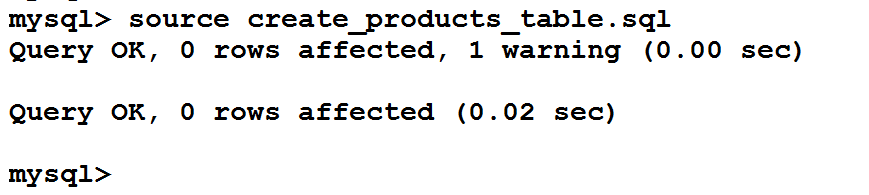 mysql> source create_products_table.sql
Query OK, 0 rows affected, 1 warning (0.00 sec)
Query OK, 0 rows affected (0.02 sec)
mysql>